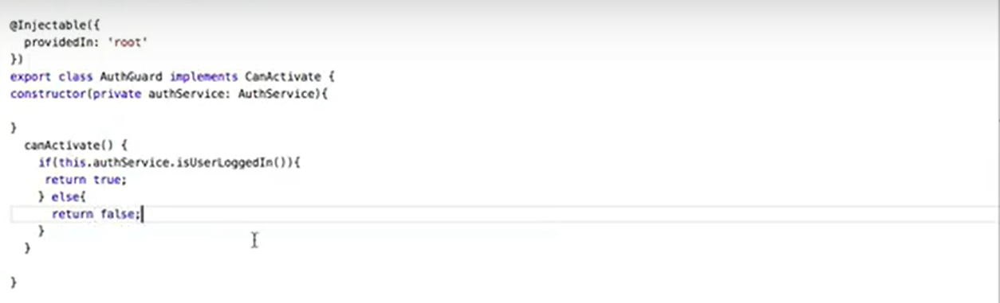 @Injectable({
  providedIn: 'root'
})
export class AuthGuard implements CanActivate {
constructor(private authService: AuthService){

}
  canActivate() {
    if(this.authService.isUserLoggedIn()){
     return true;
    } else{
      return false;
    }
  }

}